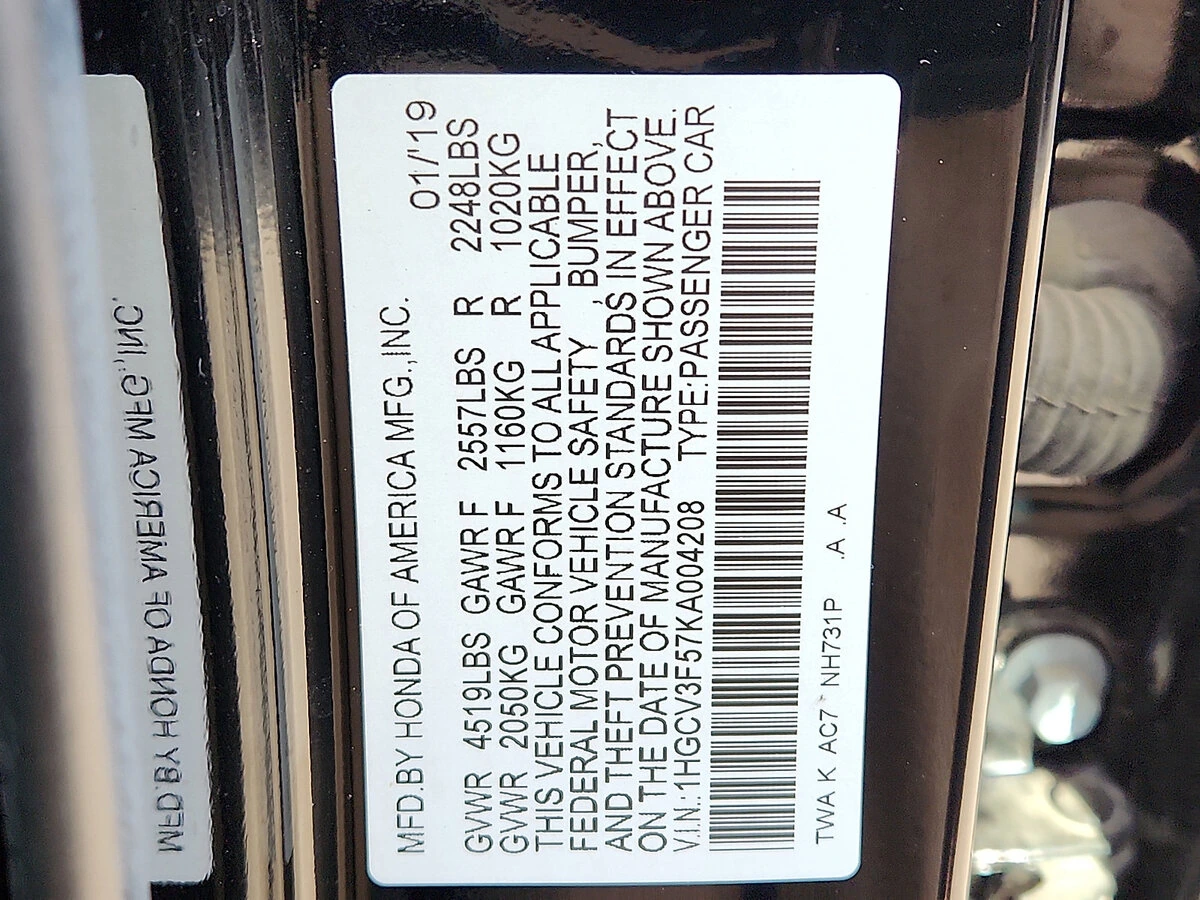 MFD.BY HONDA OF AMERICA MFG.,INC. 01/'19
GVWR 4519LBS GAWR F 2557LBS R 2248LBS
GVWR 2050KG GAWR F 1160KG R 1020KG
THIS VEHICLE CONFORMS TO ALL APPLICABLE
FEDERAL MOTOR VEHICLE SAFETY , BUMPER,
AND THEFT PREVENTION STANDARDS IN EFFECT
ON THE DATE OF MANUFACTURE SHOWN ABOVE.
V.I.N.:1HGCV3F57KA004208 TYPE:PASSENGER CAR
TWA K AC7* NH731P .A .A
MFD.BY HONDA OF AMERICA MFG.,INC.